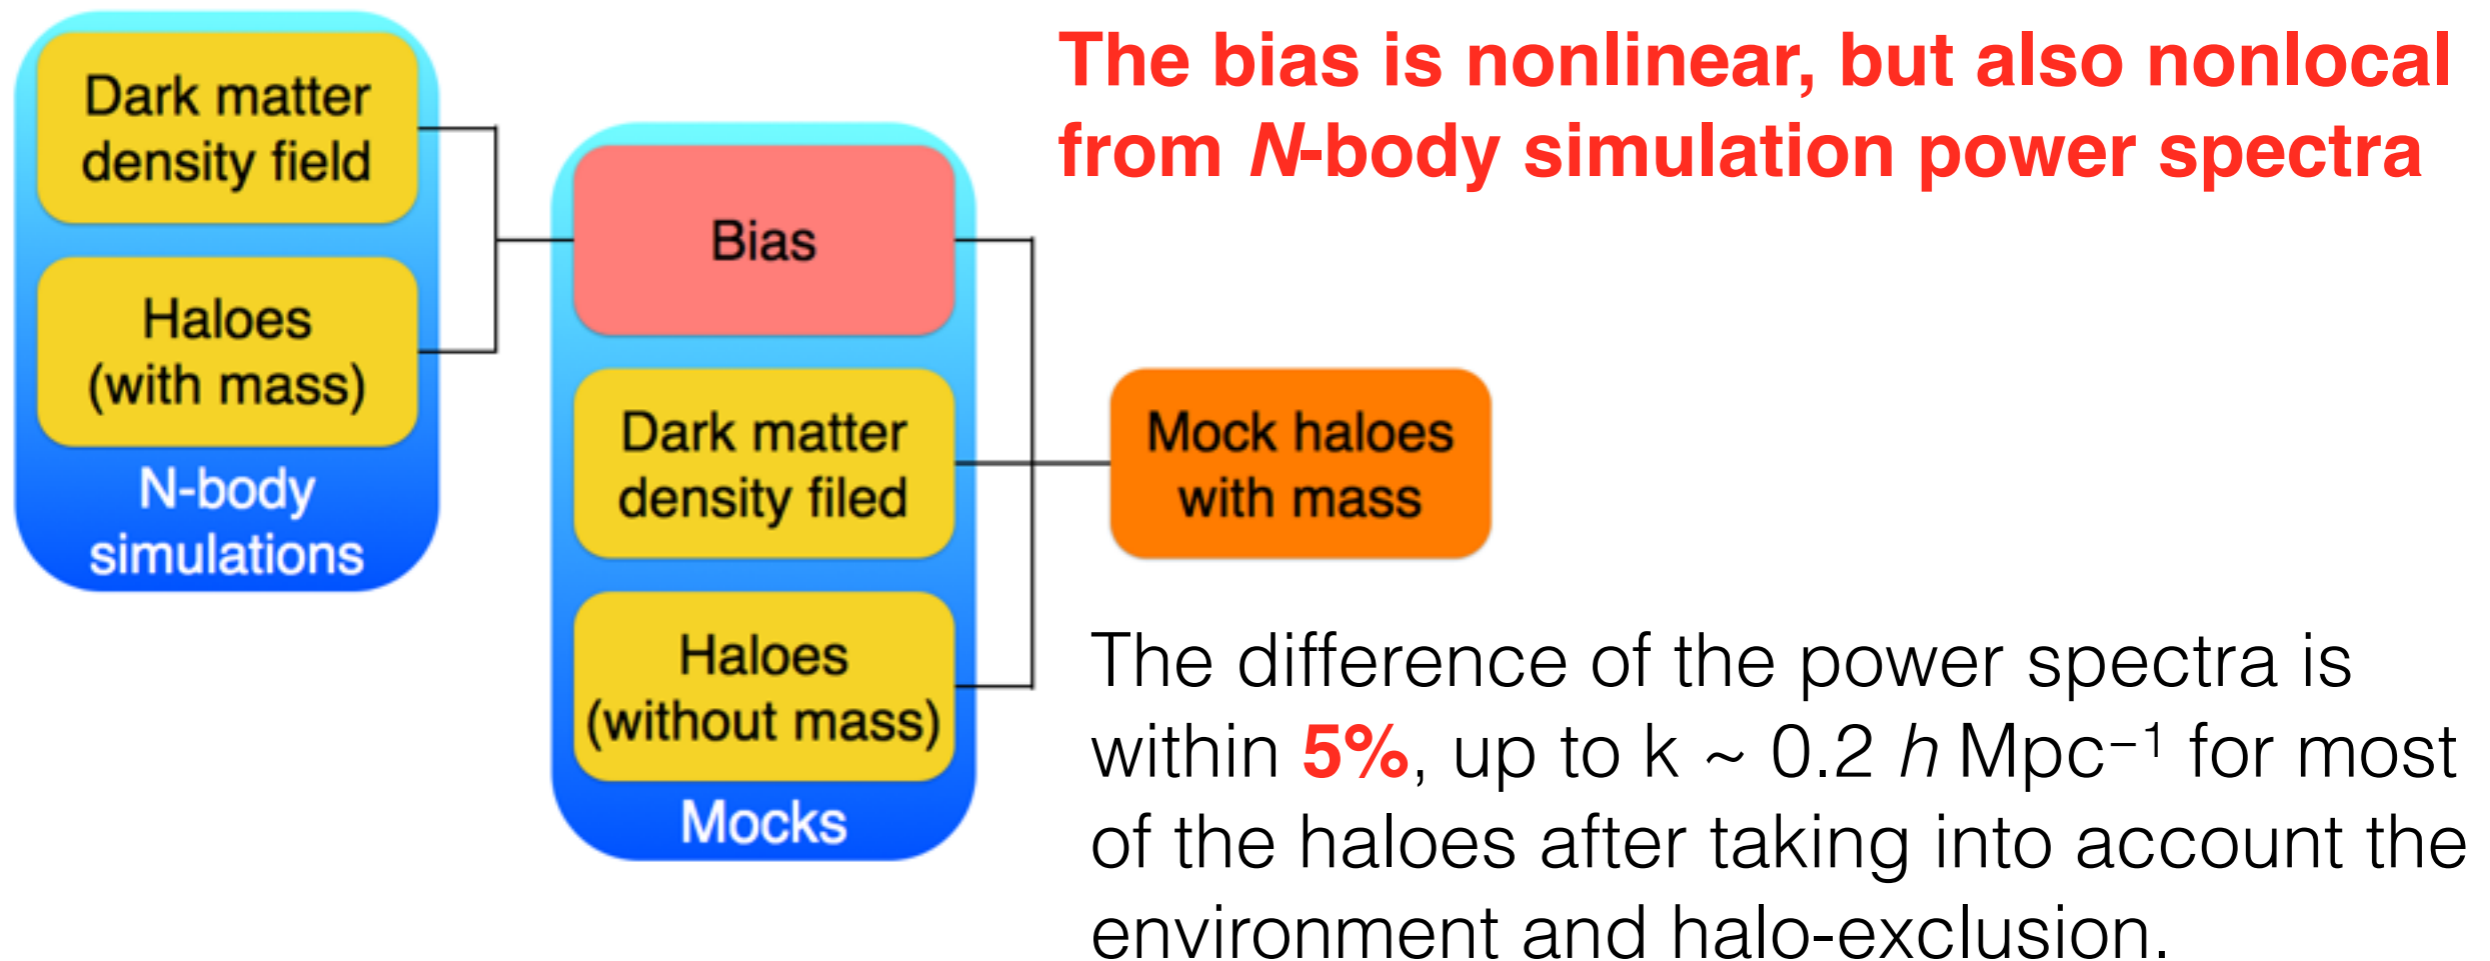 Dark matter
density field
Haloes
(with mass)
N-body
simulations
Bias
Dark matter
density filed
Haloes
(without mass)
Mocks
Mock haloes
with mass
The bias is nonlinear, but also nonlocal
from N-body simulation power spectra
The difference of the power spectra is
within 5%, up to k ~ 0.2 h Mpc⁻¹ for most
of the haloes after taking into account the
environment and halo-exclusion.